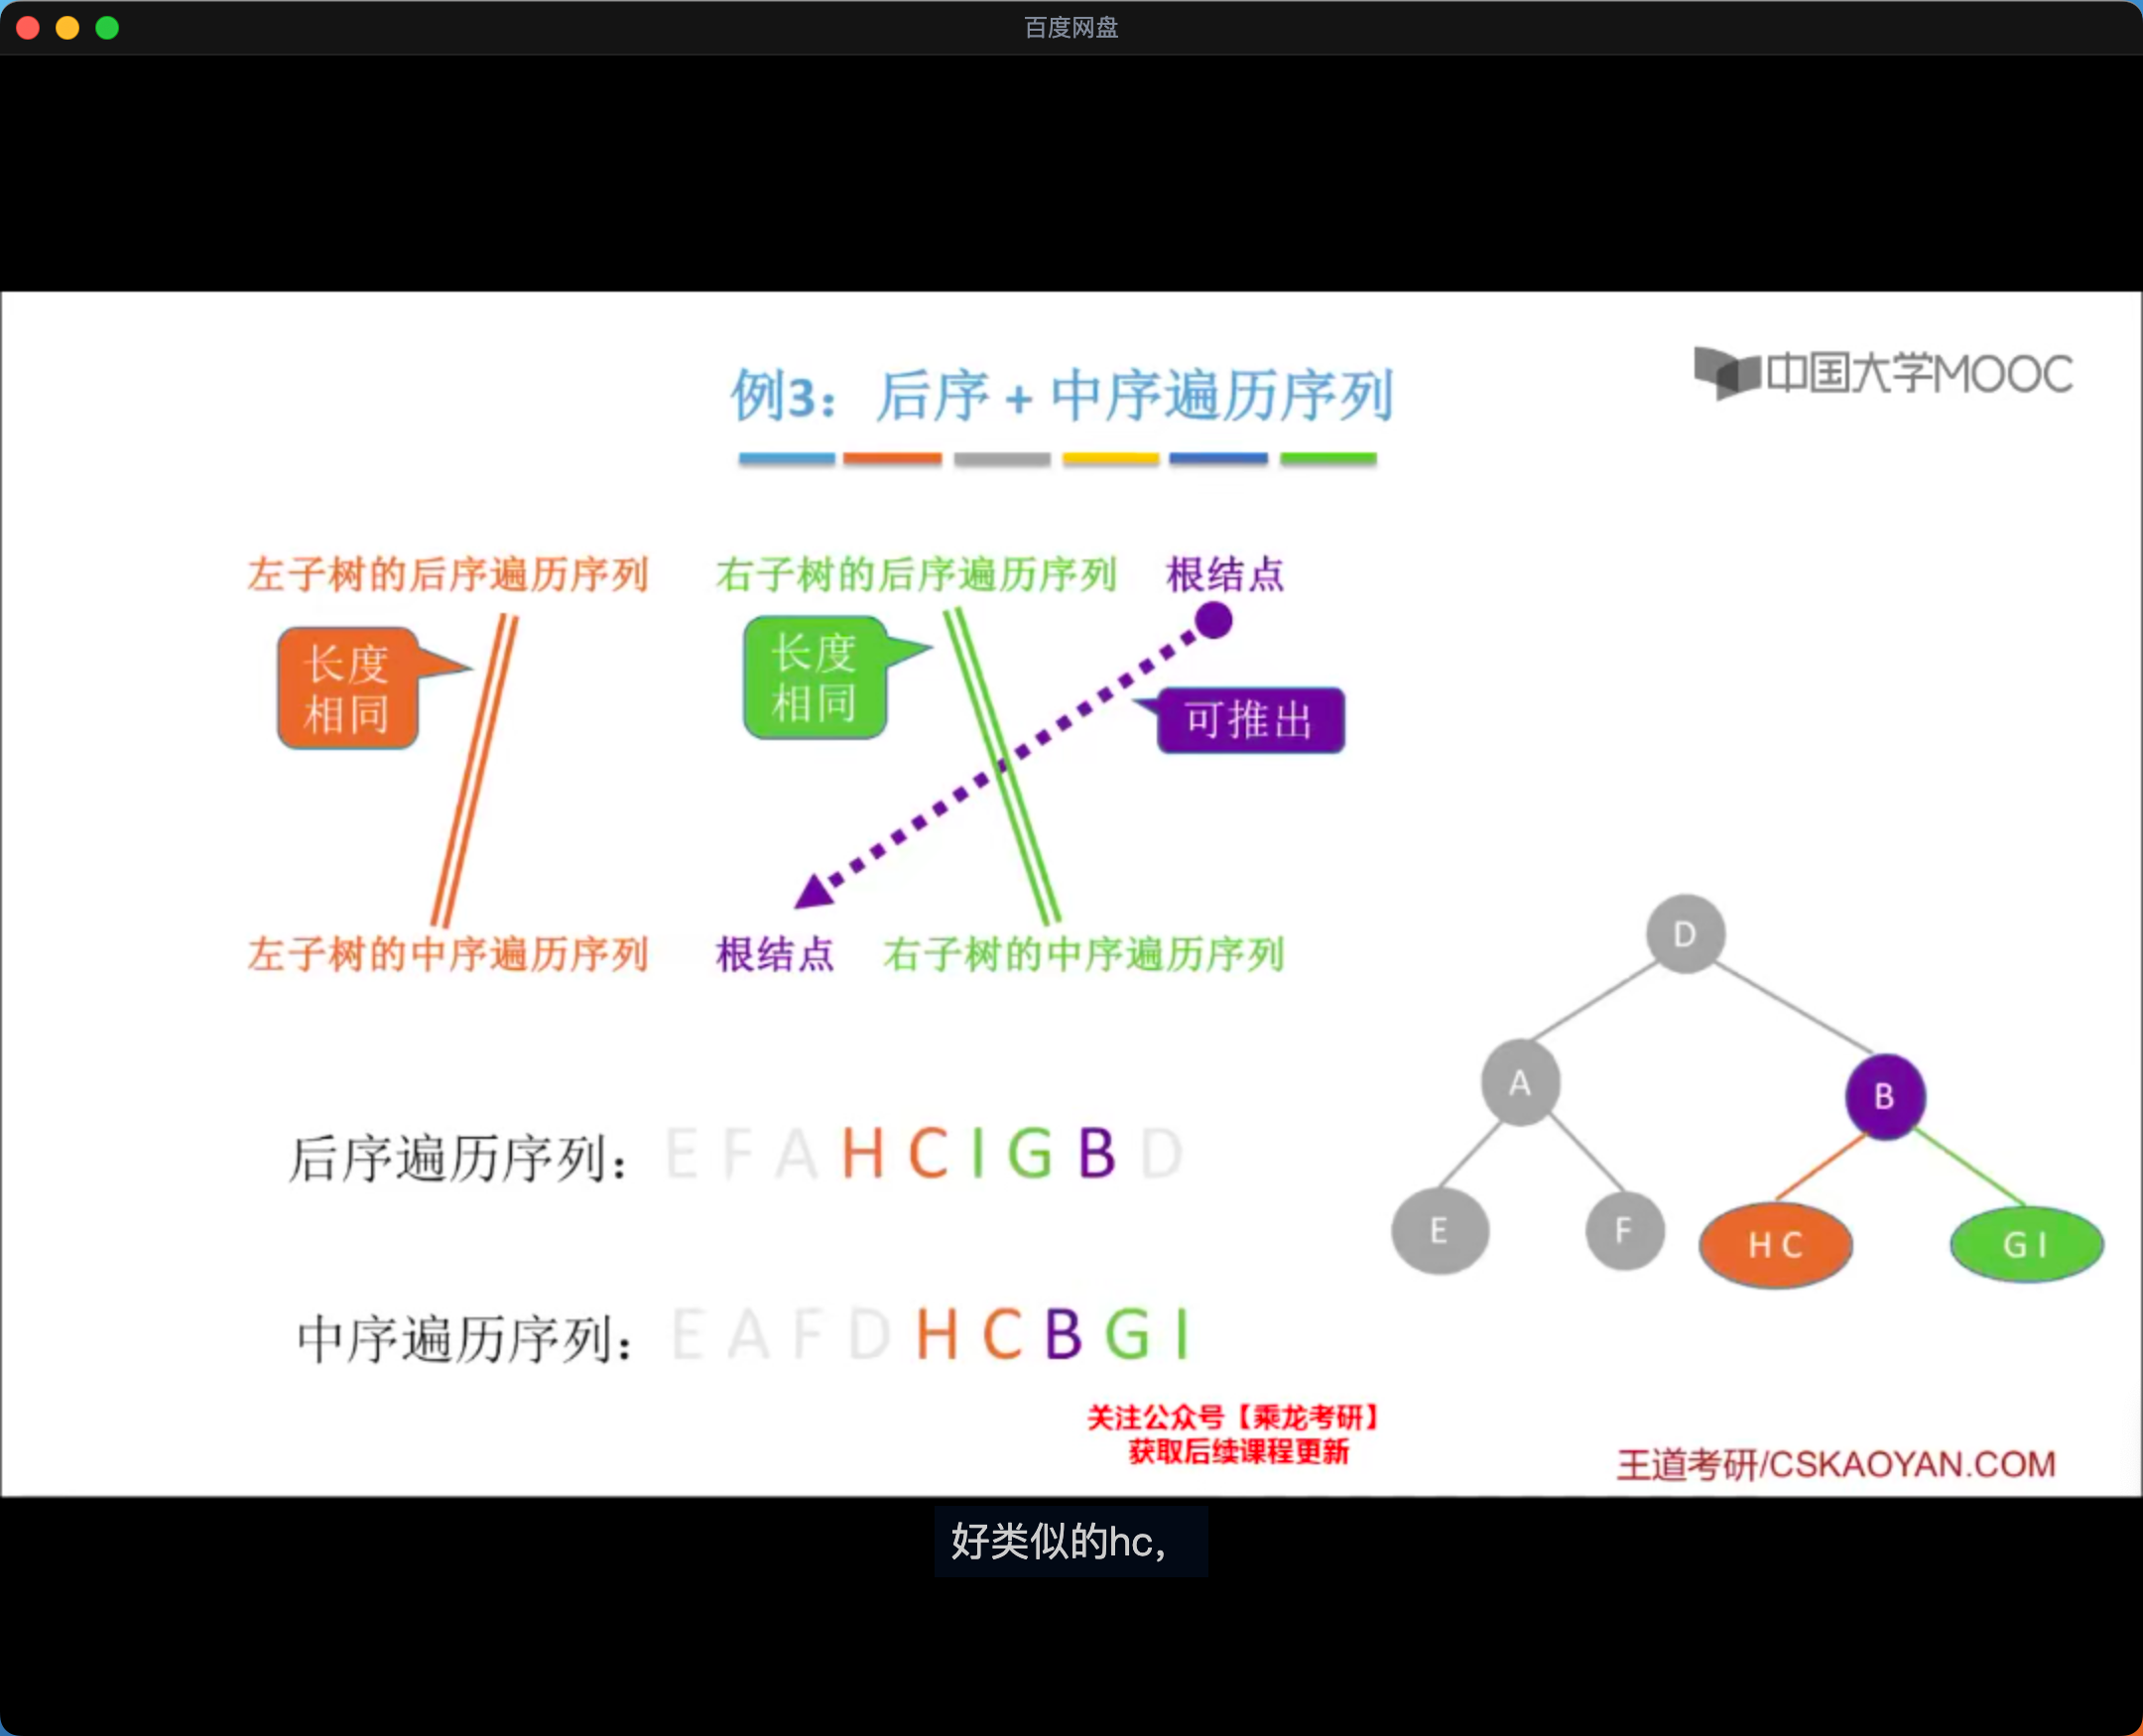 百度网盘
例3：后序 + 中序遍历序列
中国大学MOOC
左子树的后序遍历序列 右子树的后序遍历序列 根结点
长度
相同
长度
相同
可推出
左子树的中序遍历序列 根结点 右子树的中序遍历序列
D
A
B
E
F
H C
G I
后序遍历序列：E F A H C I G B D
中序遍历序列：E A F D H C B G I
关注公众号【乘龙考研】
获取后续课程更新
王道考研/CSKAOYAN.COM
好类似的hc，